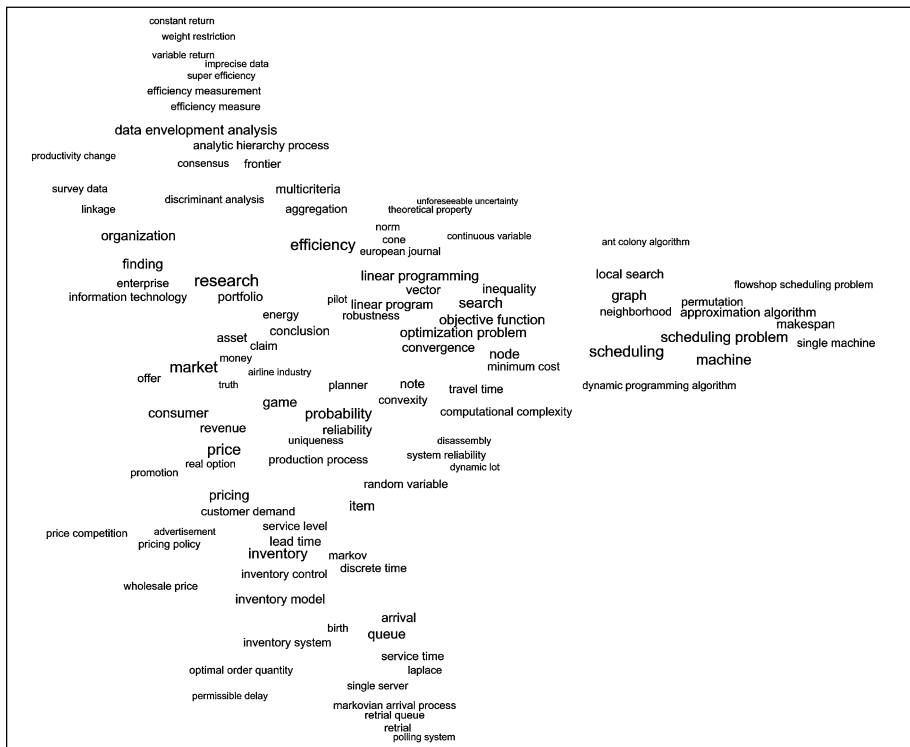 constant return
weight restriction
variable return
imprecise data
super efficiency
efficiency measurement
efficiency measure
data envelopment analysis
analytic hierarchy process
productivity change
consensus
frontier
survey data
multicriteria
discriminant analysis
unforeseeable uncertainty
linkage
aggregation
theoretical property
norm
organization
cone
continuous variable
efficiency
european journal
ant colony algorithm
finding
research
linear programming
local search
enterprise
vector
inequality
flowshop scheduling problem
information technology
portfolio
pilot
linear program
search
graph
permutation
energy
robustness
objective function
neighborhood
approximation algorithm
conclusion
optimization problem
makespan
asset
claim
convergence
scheduling problem
single machine
money
node
scheduling
machine
market
airline industry
minimum cost
offer
truth
planner
note
travel time
dynamic programming algorithm
game
convexity
consumer
probability
computational complexity
revenue
reliability
uniqueness
disassembly
price
system reliability
real option
production process
dynamic lot
promotion
random variable
pricing
item
customer demand
service level
price competition
advertisement
lead time
pricing policy
inventory
markov
discrete time
inventory control
wholesale price
inventory model
arrival
birth
queue
inventory system
service time
optimal order quantity
laplace
single server
permissible delay
markovian arrival process
retrial queue
retrial
polling system